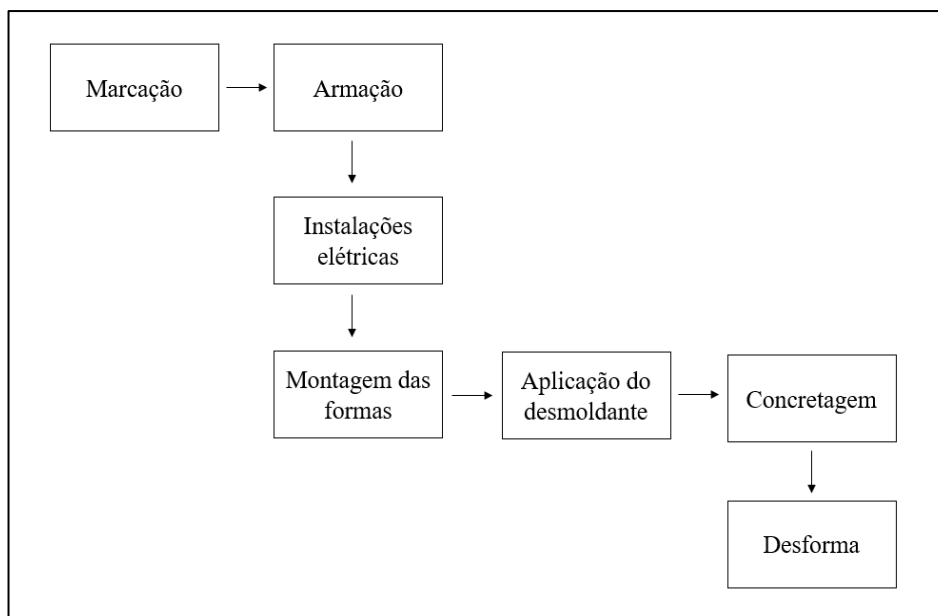 Marcação
Armação
Instalações
elétricas
Montagem das
formas
Aplicação do
desmoldante
Concretagem
Desforma